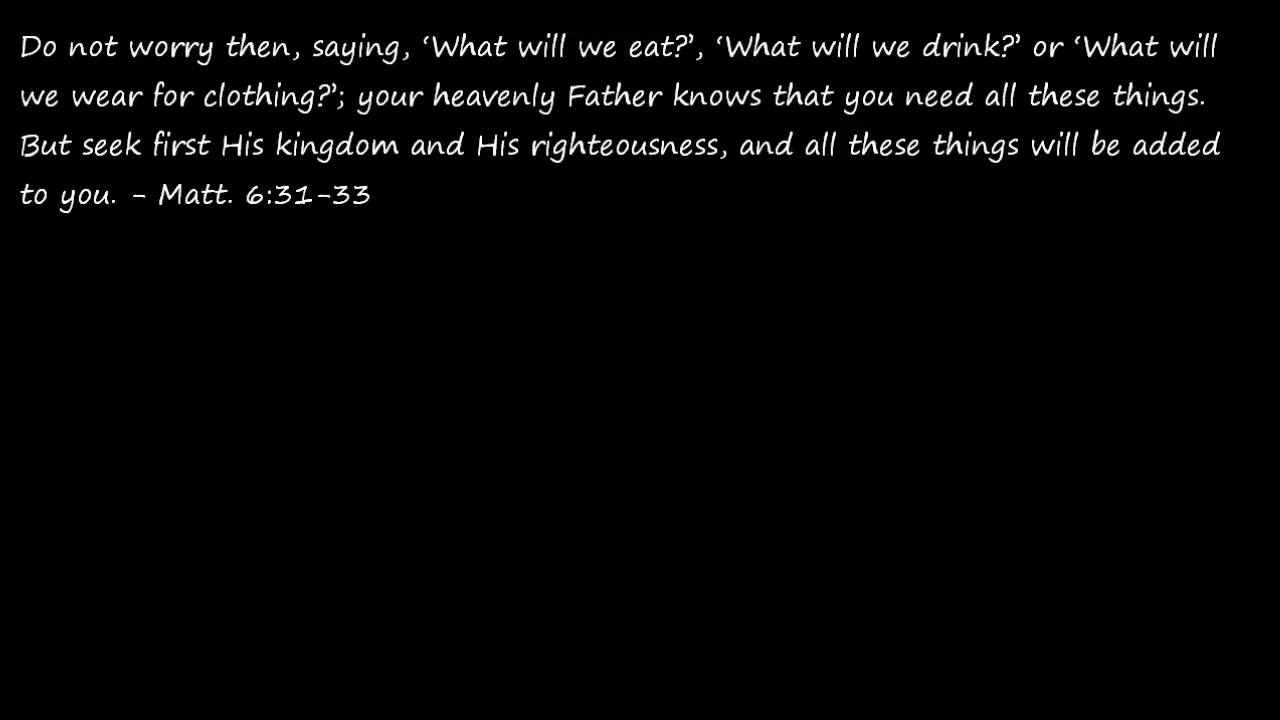 Do not worry then, saying, ‘What will we eat?’, ‘What will we drink?’ or ‘What will
we wear for clothing?’; your heavenly Father knows that you need all these things.
But seek first His kingdom and His righteousness, and all these things will be added
to you. - Matt. 6:31-33